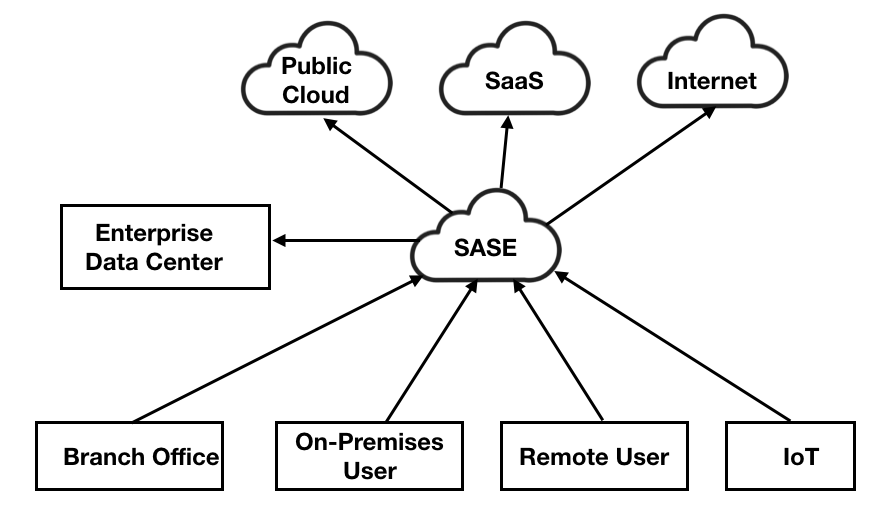 Public
Cloud
SaaS
Internet
Enterprise
Data Center
SASE
Branch Office
On-Premises
User
Remote User
IoT